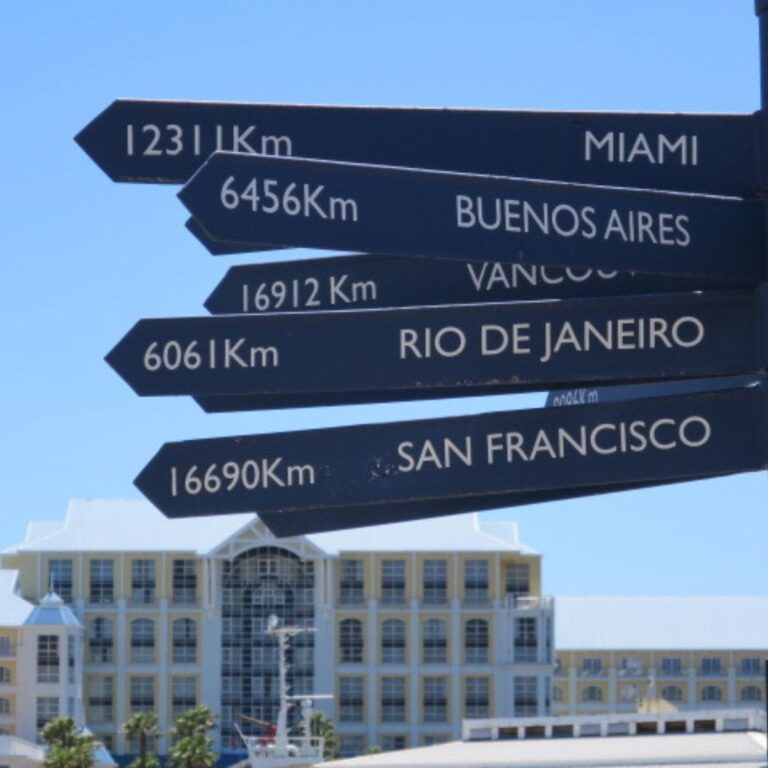 12311Km MIAMI
6456Km BUENOS AIRES
16912 Km
6061Km RIO DE JANEIRO
16690Km SAN FRANCISCO